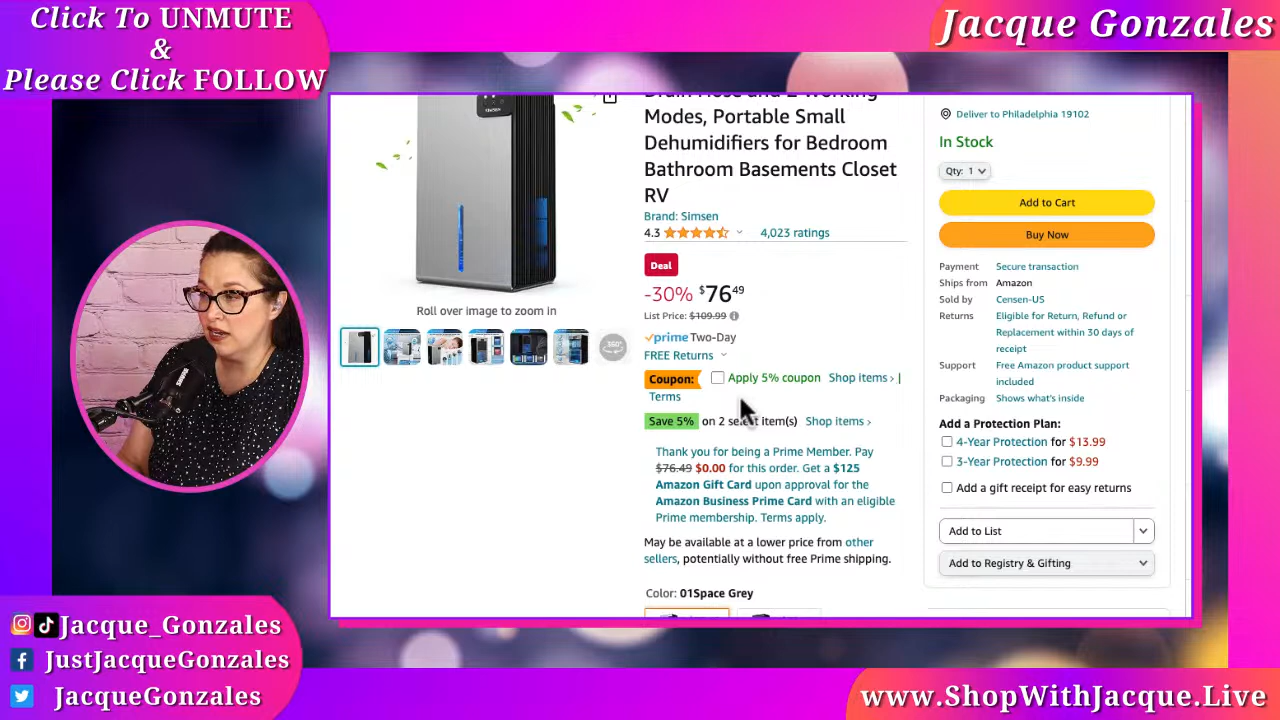 Click To UNMUTE
&
Please Click FOLLOW
Jacque Gonzales
Drain Hose and 2 Working
Modes, Portable Small
Dehumidifiers for Bedroom
Bathroom Basements Closet
RV
Brand: Simsen
4.3
4,023 ratings
Deal
-30% $76 49
List Price: $109.99
prime Two-Day
FREE Returns
Coupon: Apply 5% coupon Shop items › |
Terms
Save 5% on 2 select item(s) Shop items ›
Thank you for being a Prime Member. Pay
$76.49 $0.00 for this order. Get a $125
Amazon Gift Card upon approval for the
Amazon Business Prime Card with an eligible
Prime membership. Terms apply.
May be available at a lower price from other
sellers, potentially without free Prime shipping.
Color: 01Space Grey
Roll over image to zoom in
Deliver to Philadelphia 19102
In Stock
Qty: 1
Add to Cart
Buy Now
Payment Secure transaction
Ships from Amazon
Sold by Censen-US
Returns Eligible for Return, Refund or
Replacement within 30 days of
receipt
Support Free Amazon product support
included
Packaging Shows what's inside
Add a Protection Plan:
4-Year Protection for $13.99
3-Year Protection for $9.99
Add a gift receipt for easy returns
Add to List
Add to Registry & Gifting
Jacque_Gonzales
JustJacqueGonzales
JacqueGonzales
www.ShopWithJacque.Live